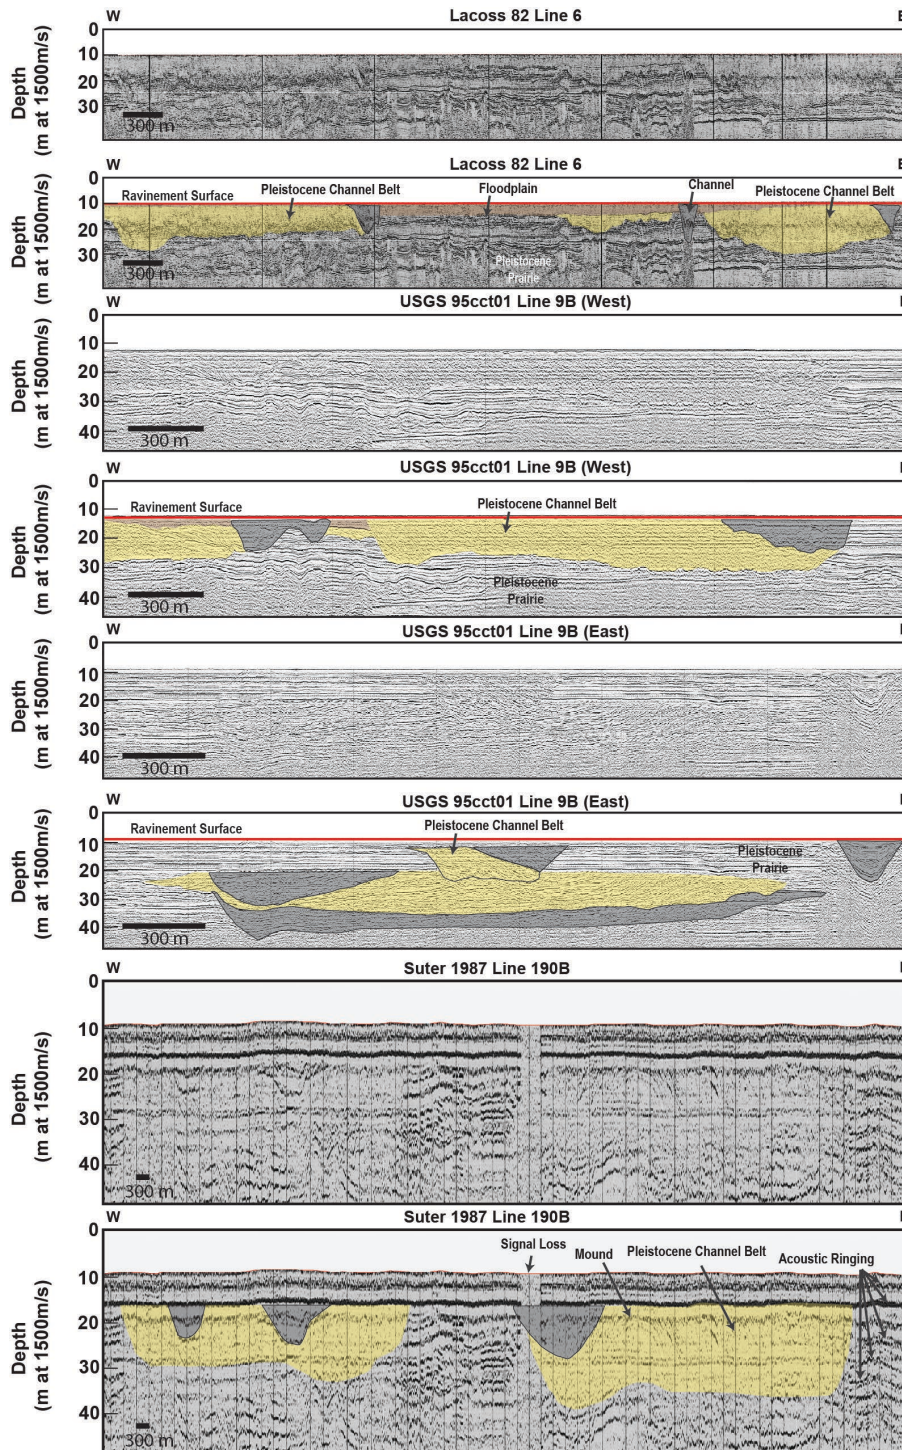 W Lacoss 82 Line 6 E
0
10
20
30
Depth
(m at 1500m/s)
300 m
W Lacoss 82 Line 6 E
0
10
20
30
Depth
(m at 1500m/s)
Ravinement Surface
Pleistocene Channel Belt
Floodplain
Channel
Pleistocene Channel Belt
Pleistocene
Prairie
300 m
W USGS 95cct01 Line 9B (West)
0
10
20
30
40
Depth
(m at 1500m/s)
300 m
W USGS 95cct01 Line 9B (West)
0
10
20
30
40
Depth
(m at 1500m/s)
Ravinement Surface
Pleistocene Channel Belt
Pleistocene
Prairie
300 m
W USGS 95cct01 Line 9B (East)
0
10
20
30
40
Depth
(m at 1500m/s)
300 m
W USGS 95cct01 Line 9B (East)
0
10
20
30
40
Depth
(m at 1500m/s)
Ravinement Surface
Pleistocene Channel Belt
Pleistocene
Prairie
300 m
W Suter 1987 Line 190B
0
10
20
30
40
Depth
(m at 1500m/s)
300 m
W Suter 1987 Line 190B
0
10
20
30
40
Depth
(m at 1500m/s)
Signal Loss
Mound
Pleistocene Channel Belt
Acoustic Ringing
300 m